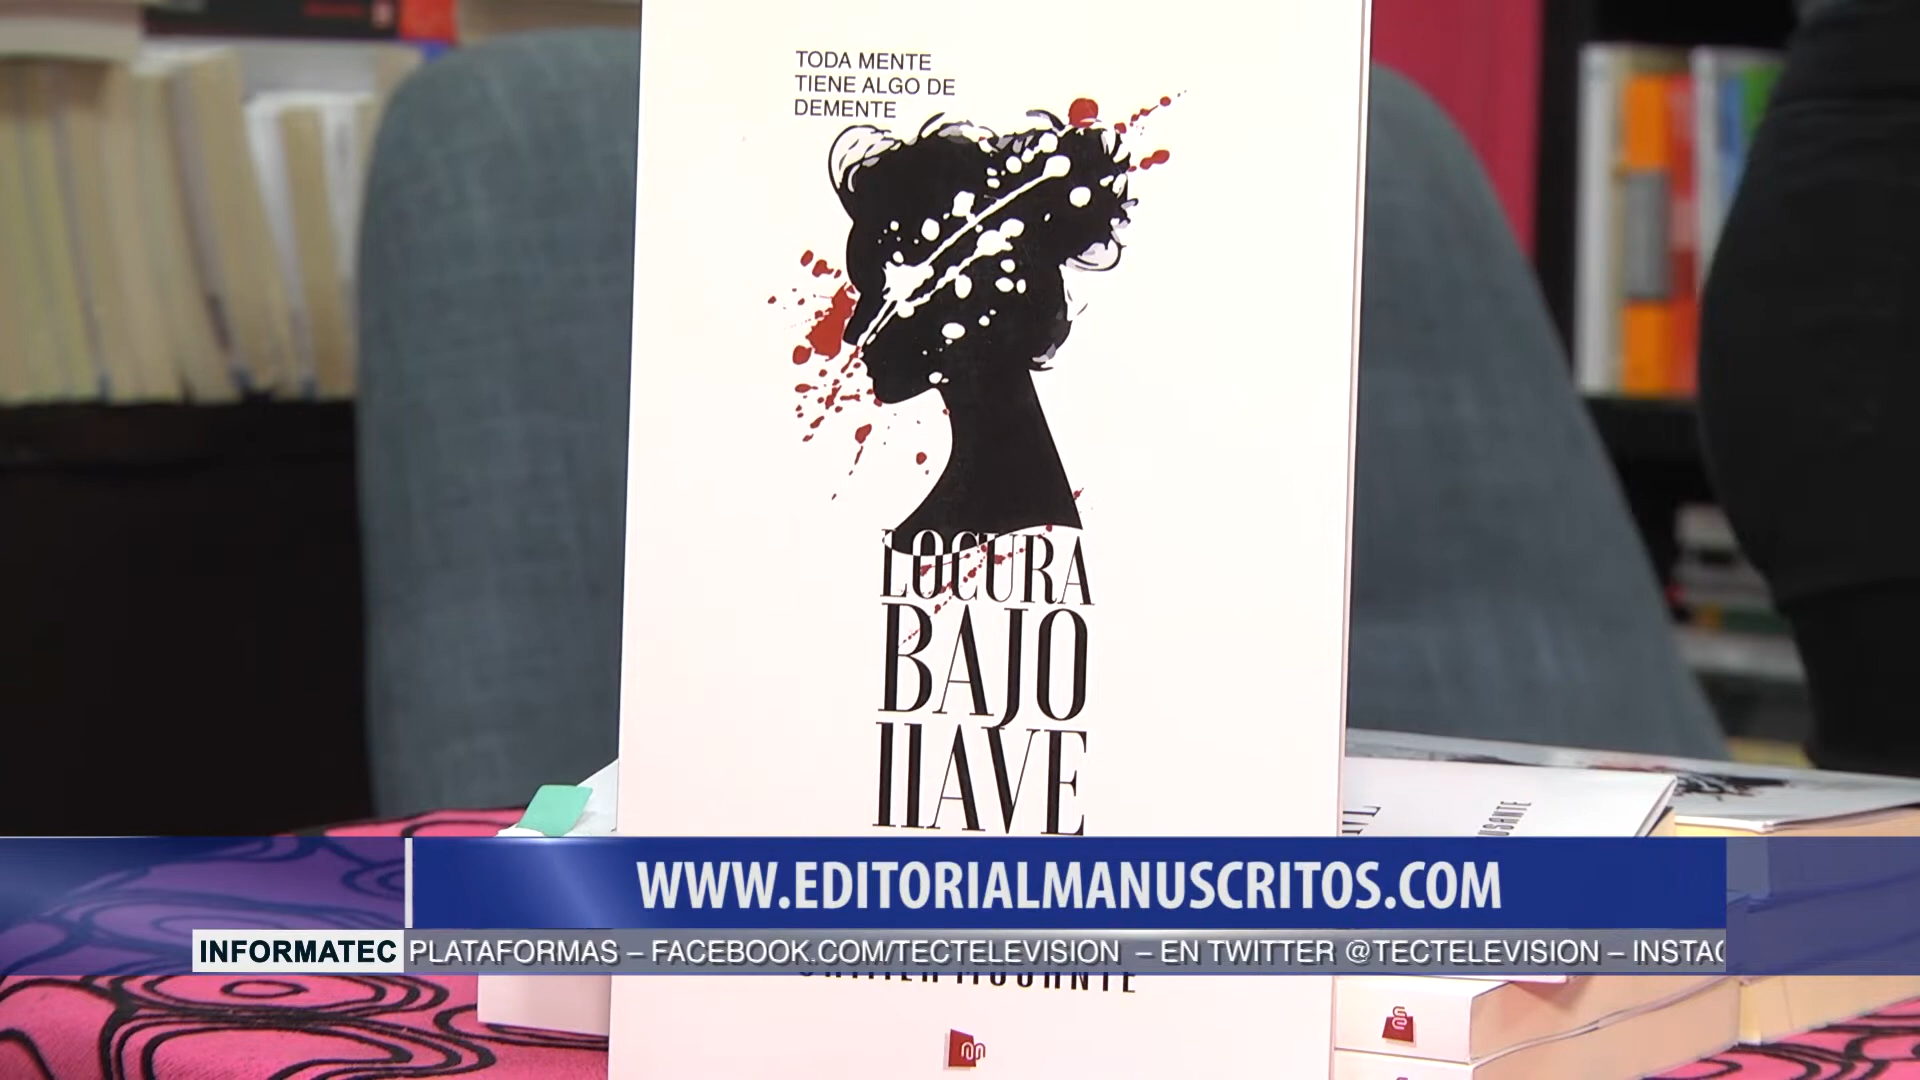 TODA MENTE
TIENE ALGO DE
DEMENTE
LOCURA
BAJO
LLAVE
WWW.EDITORIALMANUSCRITOS.COM
INFORMATEC PLATAFORMAS – FACEBOOK.COM/TECTELEVISION – EN TWITTER @TECTELEVISION – INSTAG